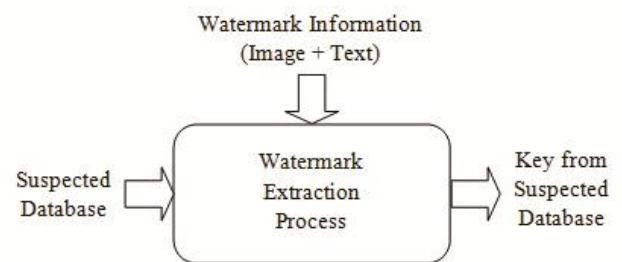 Watermark Information
(Image + Text)
Suspected
Database
Watermark
Extraction
Process
Key from
Suspected
Database